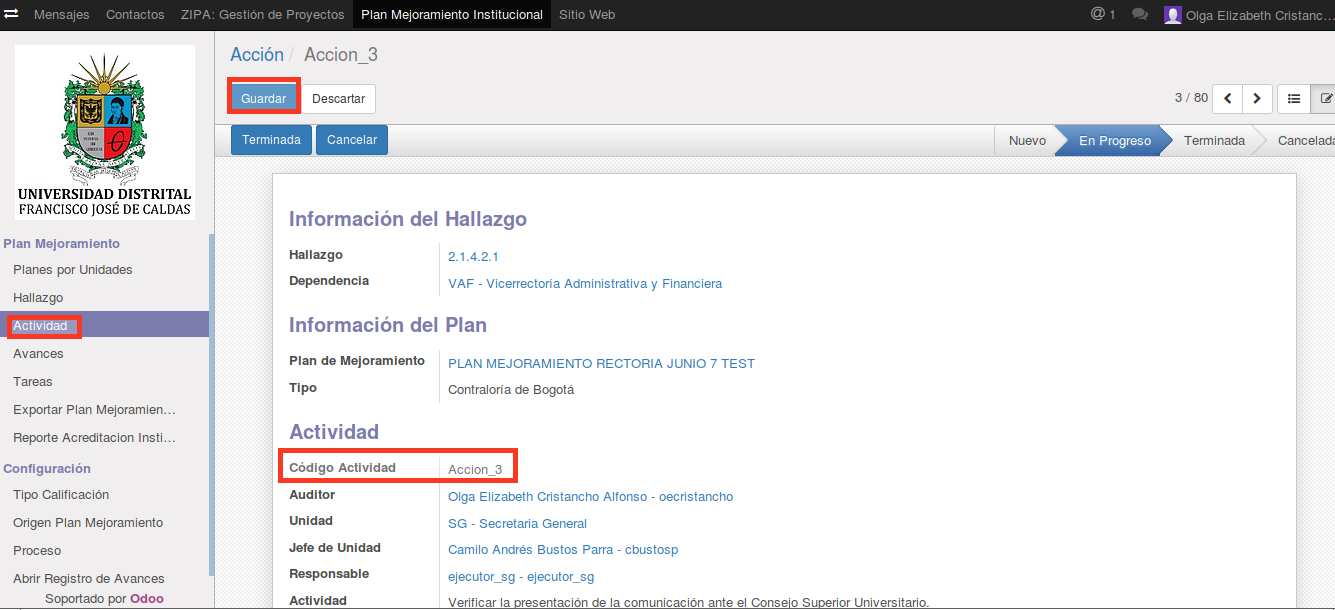 Mensajes Contactos ZIPA: Gestión de Proyectos Plan Mejoramiento Institucional Sitio Web @ 1 Olga Elizabeth Cristanc...
UNIVERSIDAD DISTRITAL
FRANCISCO JOSÉ DE CALDAS
Plan Mejoramiento
Planes por Unidades
Hallazgo
Actividad
Avances
Tareas
Exportar Plan Mejoramien...
Reporte Acreditacion Insti...
Configuración
Tipo Calificación
Origen Plan Mejoramiento
Proceso
Abrir Registro de Avances
Soportado por Odoo
Acción / Accion_3
Guardar Descartar
3 / 80
Terminada Cancelar
Nuevo En Progreso Terminada Cancelada
Información del Hallazgo
Hallazgo 2.1.4.2.1
Dependencia VAF - Vicerrectoría Administrativa y Financiera
Información del Plan
Plan de Mejoramiento PLAN MEJORAMIENTO RECTORIA JUNIO 7 TEST
Tipo Contraloría de Bogotá
Actividad
Código Actividad Accion_3
Auditor Olga Elizabeth Cristancho Alfonso - oecristancho
Unidad SG - Secretaria General
Jefe de Unidad Camilo Andrés Bustos Parra - cbustosp
Responsable ejecutor_sg - ejecutor_sg
Actividad Verificar la presentación de la comunicación ante el Consejo Superior Universitario.